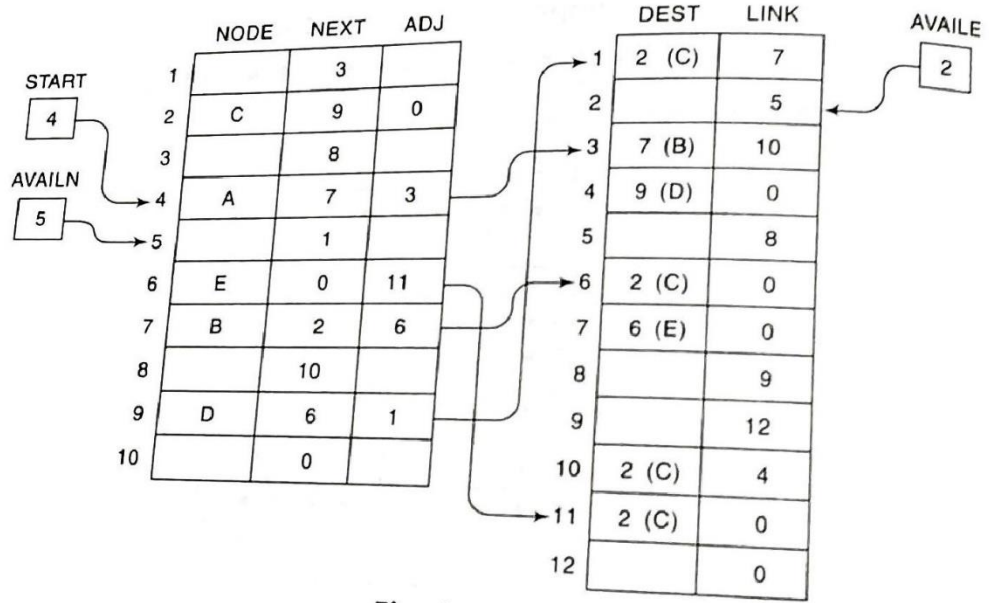 NODE NEXT ADJ
1 3
2 C 9 0
3 8
4 A 7 3
5 1
6 E 0 11
7 B 2 6
8 10
9 D 6 1
10 0
START
4
AVAILN
5
DEST LINK
1 2 (C) 7
2 5
3 7 (B) 10
4 9 (D) 0
5 8
6 2 (C) 0
7 6 (E) 0
8 9
9 12
10 2 (C) 4
11 2 (C) 0
12 0
AVAILE
2